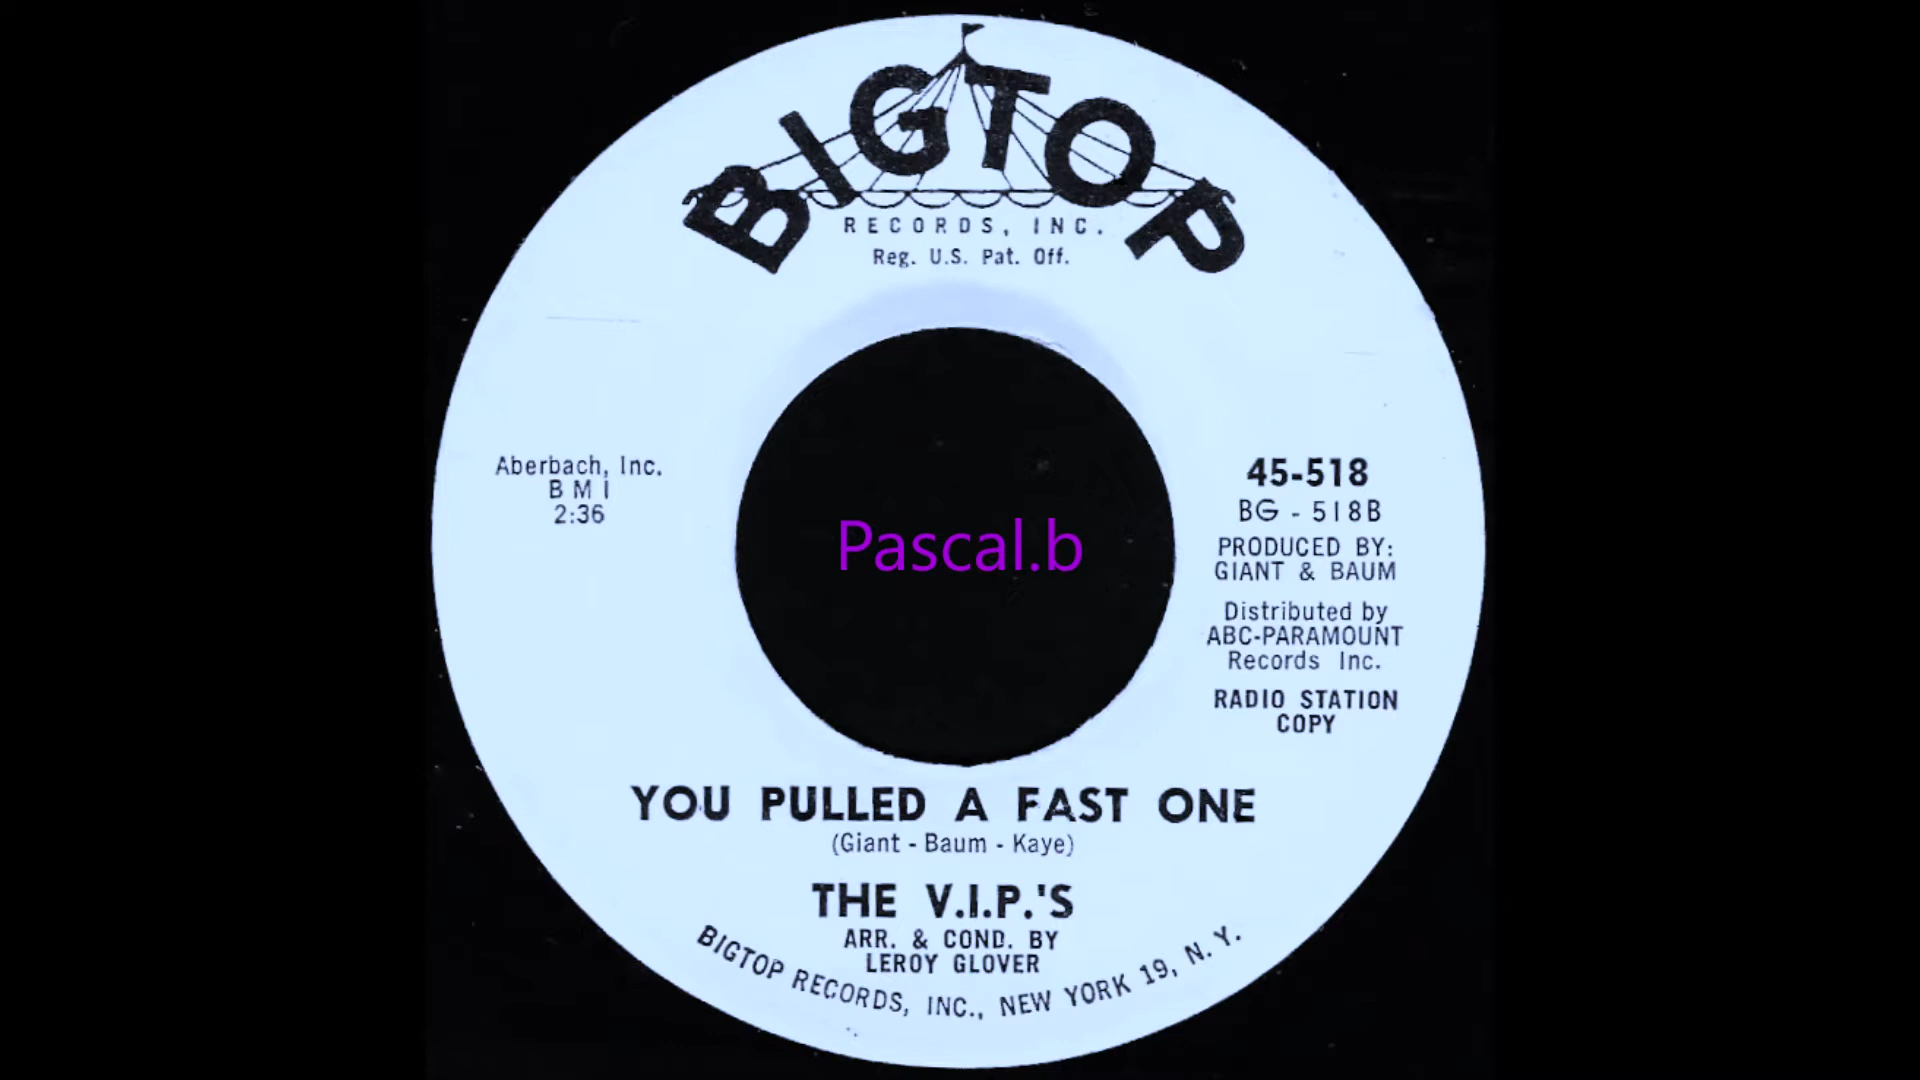 BIGTOP
RECORDS, INC.
Reg. U.S. Pat. Off.
Aberbach, Inc.
BMI
2:36
45-518
BG - 518B
PRODUCED BY:
GIANT & BAUM
Distributed by
ABC-PARAMOUNT
Records Inc.
RADIO STATION
COPY
Pascal.b
YOU PULLED A FAST ONE
(Giant - Baum - Kaye)
THE V.I.P.'S
ARR. & COND. BY
LEROY GLOVER
BIGTOP RECORDS, INC., NEW YORK 19, N. Y.